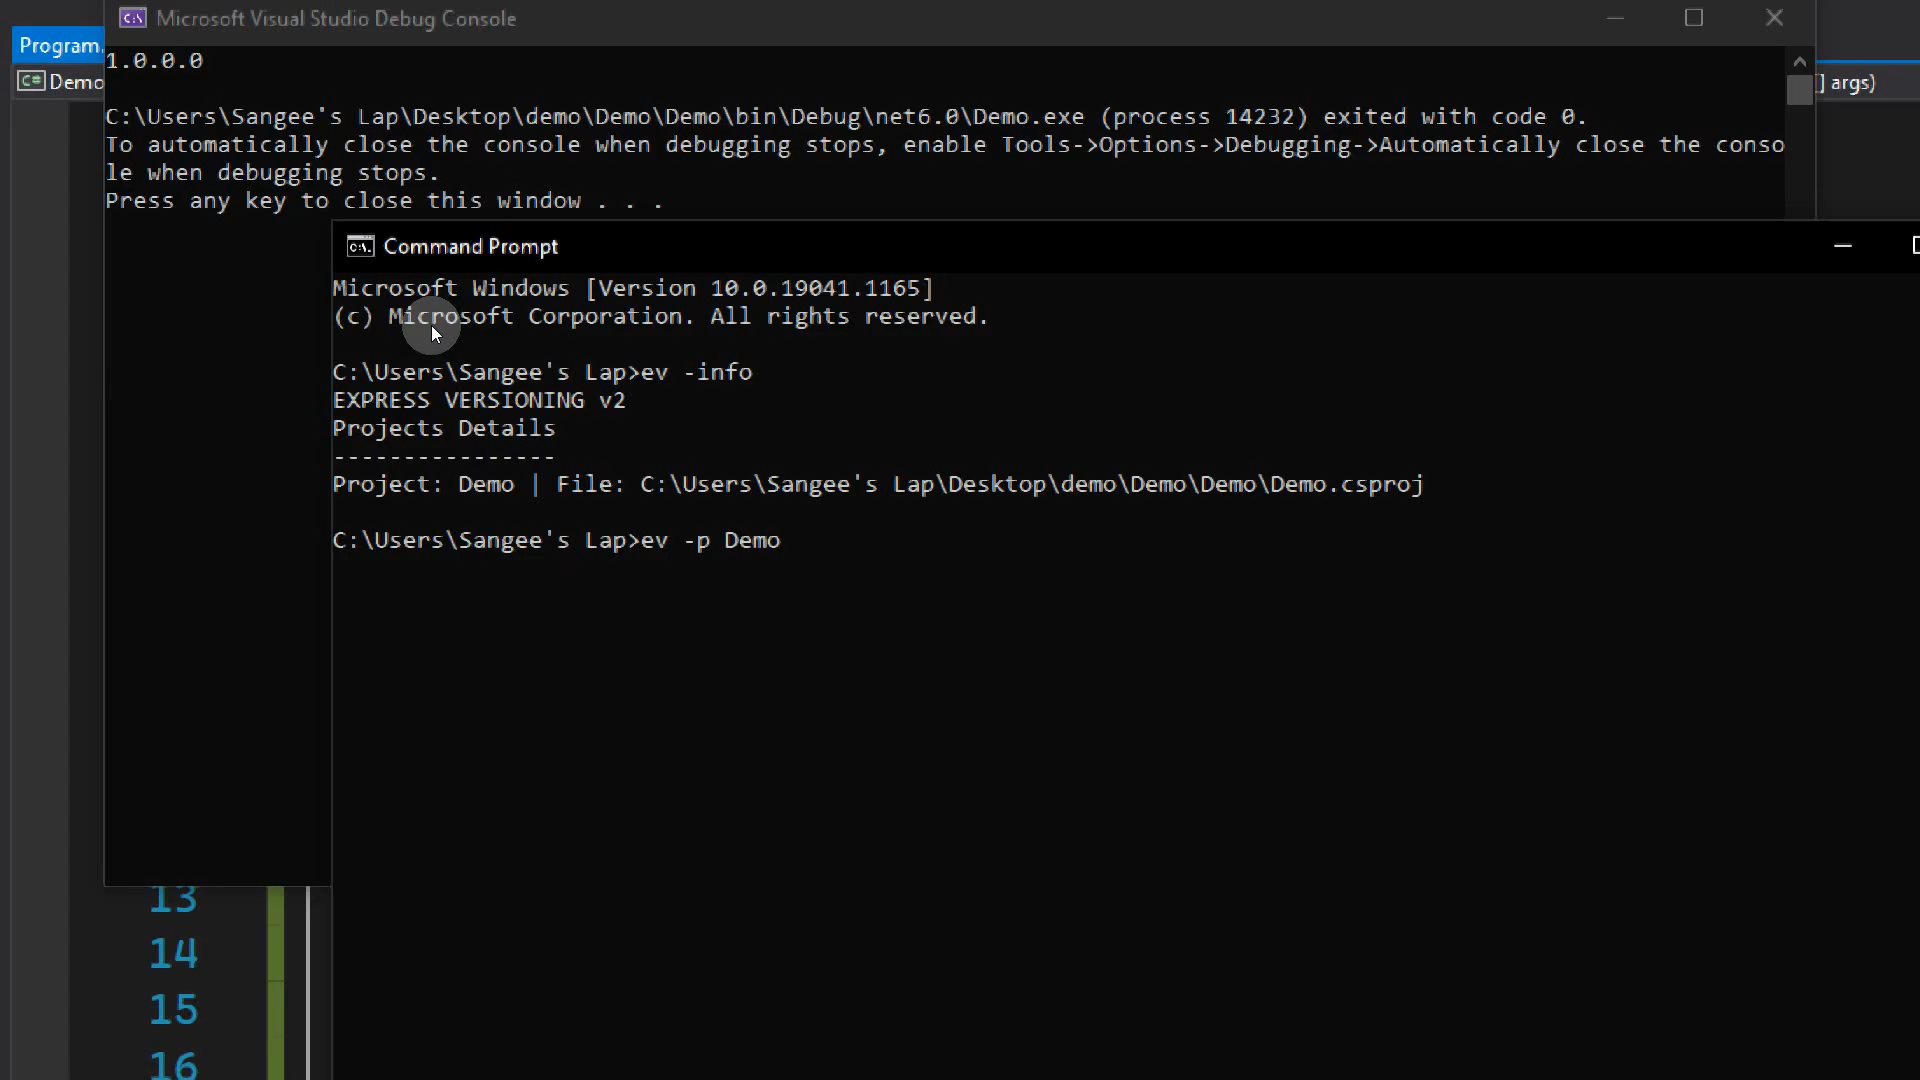 Microsoft Visual Studio Debug Console
Program.
1.0.0.0
Demo
] args)
C:\Users\Sangee's Lap\Desktop\demo\Demo\Demo\bin\Debug\net6.0\Demo.exe (process 14232) exited with code 0.
To automatically close the console when debugging stops, enable Tools->Options->Debugging->Automatically close the conso
le when debugging stops.
Press any key to close this window . . .
Command Prompt
Microsoft Windows [Version 10.0.19041.1165]
(c) Microsoft Corporation. All rights reserved.
C:\Users\Sangee's Lap>ev -info
EXPRESS VERSIONING v2
Projects Details
----------------
Project: Demo | File: C:\Users\Sangee's Lap\Desktop\demo\Demo\Demo\Demo.csproj
C:\Users\Sangee's Lap>ev -p Demo
13
14
15
16